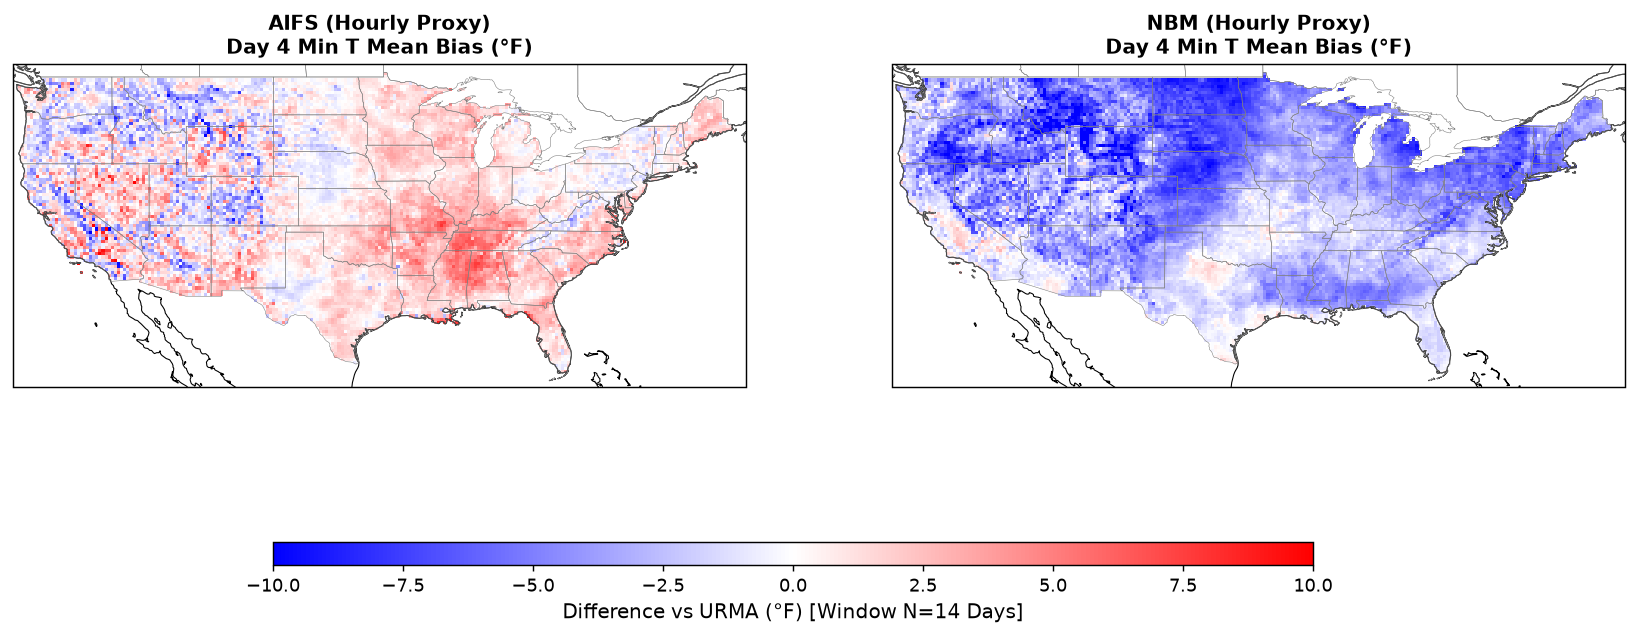 AIFS (Hourly Proxy)
Day 4 Min T Mean Bias (°F)
NBM (Hourly Proxy)
Day 4 Min T Mean Bias (°F)
−10.0 −7.5 −5.0 −2.5 0.0 2.5 5.0 7.5 10.0
Difference vs URMA (°F) [Window N=14 Days]